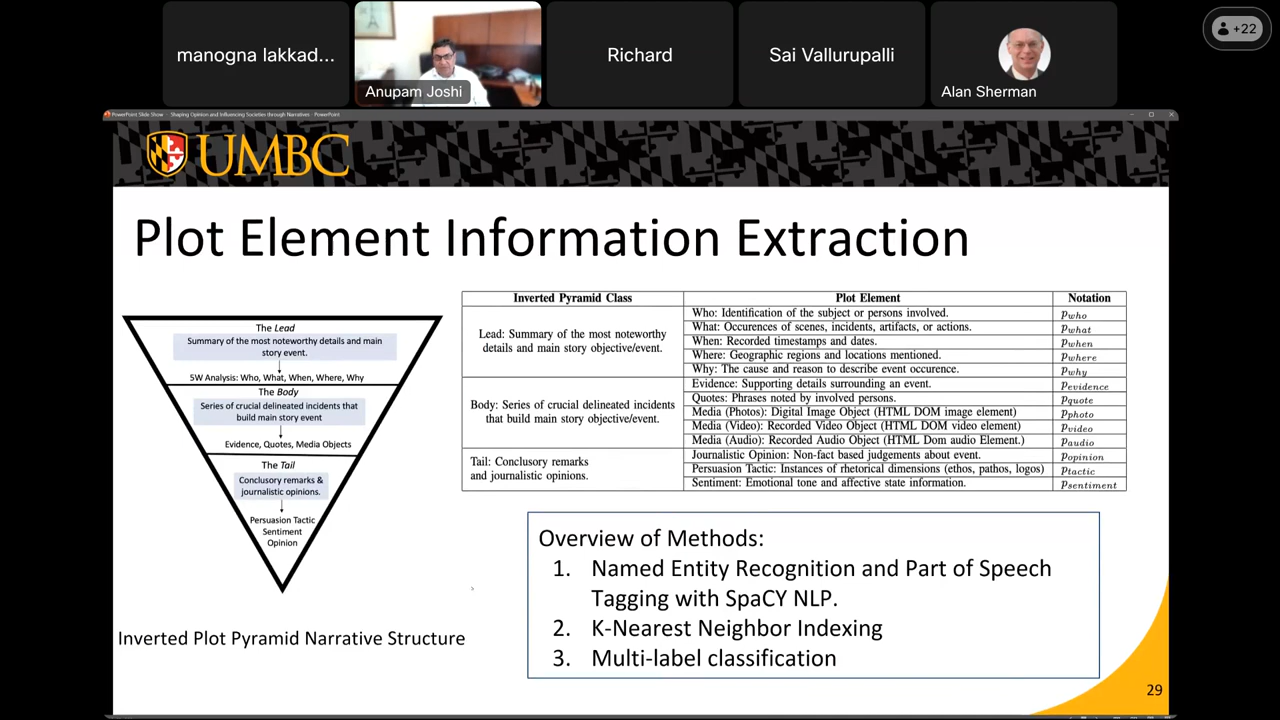 manogna lakkad...
Anupam Joshi
Richard
Sai Vallurupalli
Alan Sherman
+22
PowerPoint Slide Show - Shaping Opinion and Influencing Societies through Narratives - PowerPoint
UMBC
Plot Element Information Extraction
The Lead
Summary of the most noteworthy details and main
story event.
5W Analysis: Who, What, When, Where, Why
The Body
Series of crucial delineated incidents that
build main story event
Evidence, Quotes, Media Objects
The Tail
Conclusory remarks &
journalistic opinions.
Persuasion Tactic
Sentiment
Opinion
Inverted Plot Pyramid Narrative Structure
Inverted Pyramid Class Plot Element Notation
Lead: Summary of the most noteworthy
details and main story objective/event.
Who: Identification of the subject or persons involved. p_who
What: Occurences of scenes, incidents, artifacts, or actions. p_what
When: Recorded timestamps and dates. p_when
Where: Geographic regions and locations mentioned. p_where
Why: The cause and reason to describe event occurence. p_why
Body: Series of crucial delineated incidents
that build main story objective/event.
Evidence: Supporting details surrounding an event. p_evidence
Quotes: Phrases noted by involved persons. p_quote
Media (Photos): Digital Image Object (HTML DOM image element) p_photo
Media (Video): Recorded Video Object (HTML DOM video element) p_video
Media (Audio): Recorded Audio Object (HTML Dom audio Element.) p_audio
Tail: Conclusory remarks
and journalistic opinions.
Journalistic Opinion: Non-fact based judgements about event. p_opinion
Persuasion Tactic: Instances of rhetorical dimensions (ethos, pathos, logos) p_tactic
Sentiment: Emotional tone and affective state information. p_sentiment
Overview of Methods:
1. Named Entity Recognition and Part of Speech
Tagging with SpaCY NLP.
2. K-Nearest Neighbor Indexing
3. Multi-label classification
29